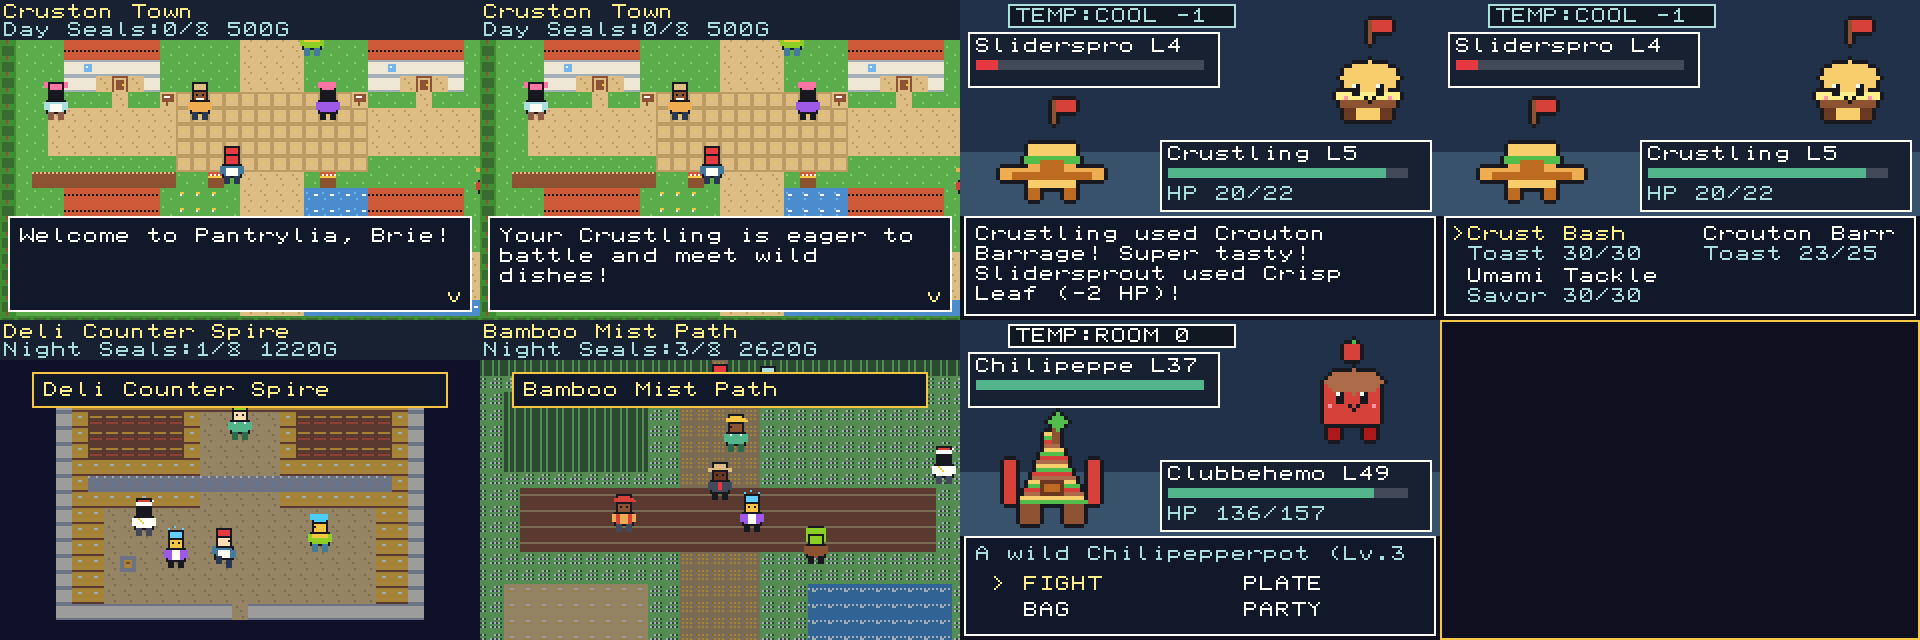 Cruston Town
Day Seals:0/8 500G
Welcome to Pantrylia, Brie!
Cruston Town
Day Seals:0/8 500G
Your Crustling is eager to
battle and meet wild
dishes!
v
TEMP:COOL -1
Sliderspro L4
Crustling L5
HP 20/22
Crustling used Crouton
Barrage! Super tasty!
Slidersprout used Crisp
Leaf (-2 HP)!
TEMP:COOL -1
Sliderspro L4
Crustling L5
HP 20/22
>Crust Bash Crouton Barr
Toast 30/30 Toast 23/25
Umami Tackle
Savor 30/30
Deli Counter Spire
Night Seals:1/8 1220G
Deli Counter Spire
Bamboo Mist Path
Night Seals:3/8 2620G
Bamboo Mist Path
TEMP:ROOM 0
Chilipeppe L37
Clubbehemo L49
HP 136/157
A wild Chilipepperpot (Lv.3
> FIGHT PLATE
BAG PARTY